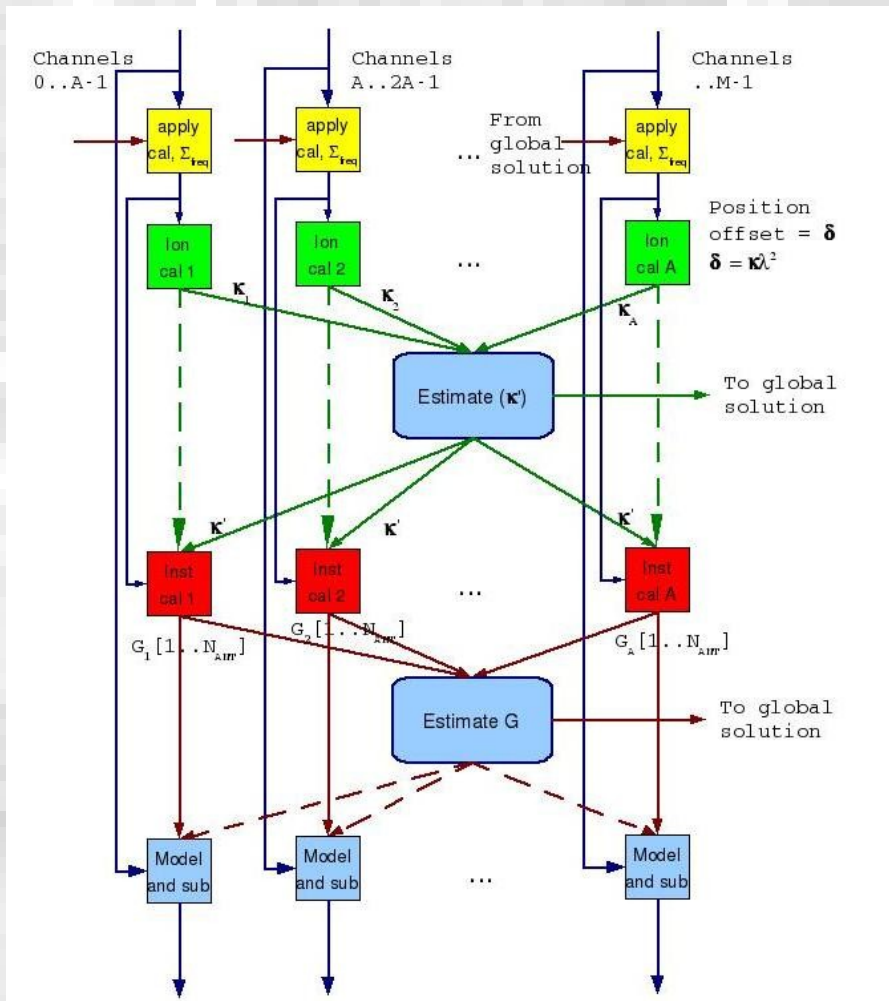 Channels
0..A-1
Channels
A..2A-1
Channels
..M-1
apply
cal, Σfreq
apply
cal, Σfreq
...
From
global
solution
apply
cal, Σfreq
Ion
cal 1
Ion
cal 2
...
Ion
cal A
Position
offset = δ
δ = κλ²
κ₁
κ₂
κA
Estimate (κ')
To global
solution
κ'
κ'
κ'
Inst
cal 1
Inst
cal 2
...
Inst
cal A
G₁[1..NANT]
G₂[1..NANT]
GA[1..NANT]
Estimate G
To global
solution
Model
and sub
Model
and sub
...
Model
and sub